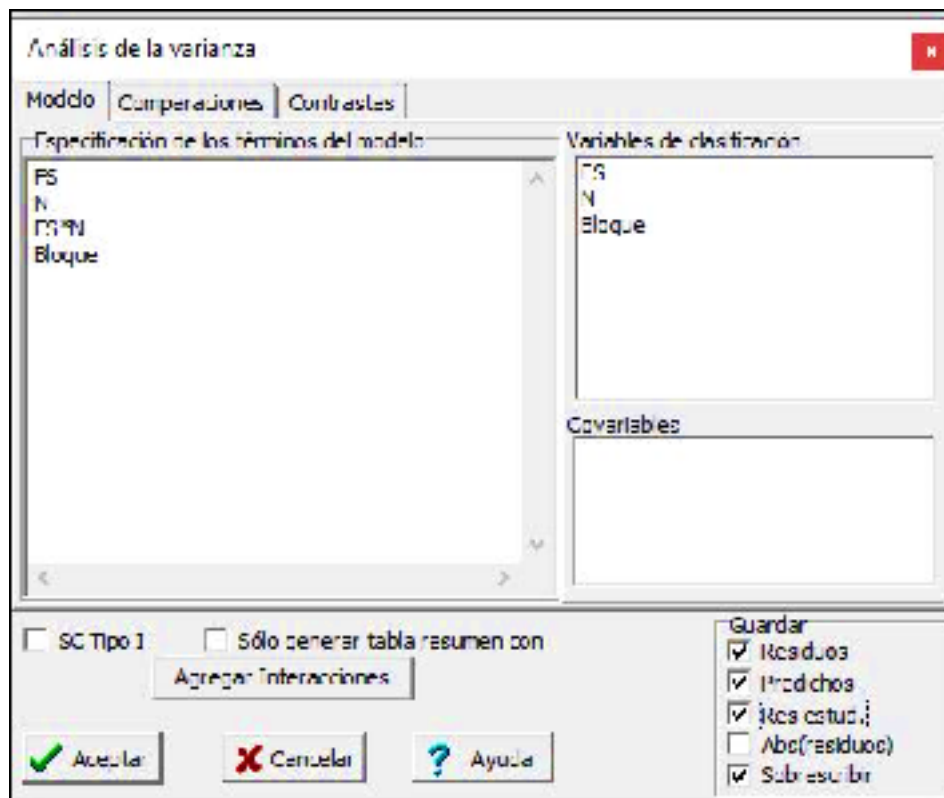 Análisis de la varianza
Modelo Comparaciones Contrastes
Especificación de los términos del modelo
FS
N
FS*N
Bloque
Variables de clasificación
FS
N
Bloque
Covariables
SC Tipo I
Sólo generar tabla resumen con
Agregar Interacciones
Aceptar
Cancelar
Ayuda
Guardar
Residuos
Predichos
Res estud.
Abs(residuos)
Sobrescribir